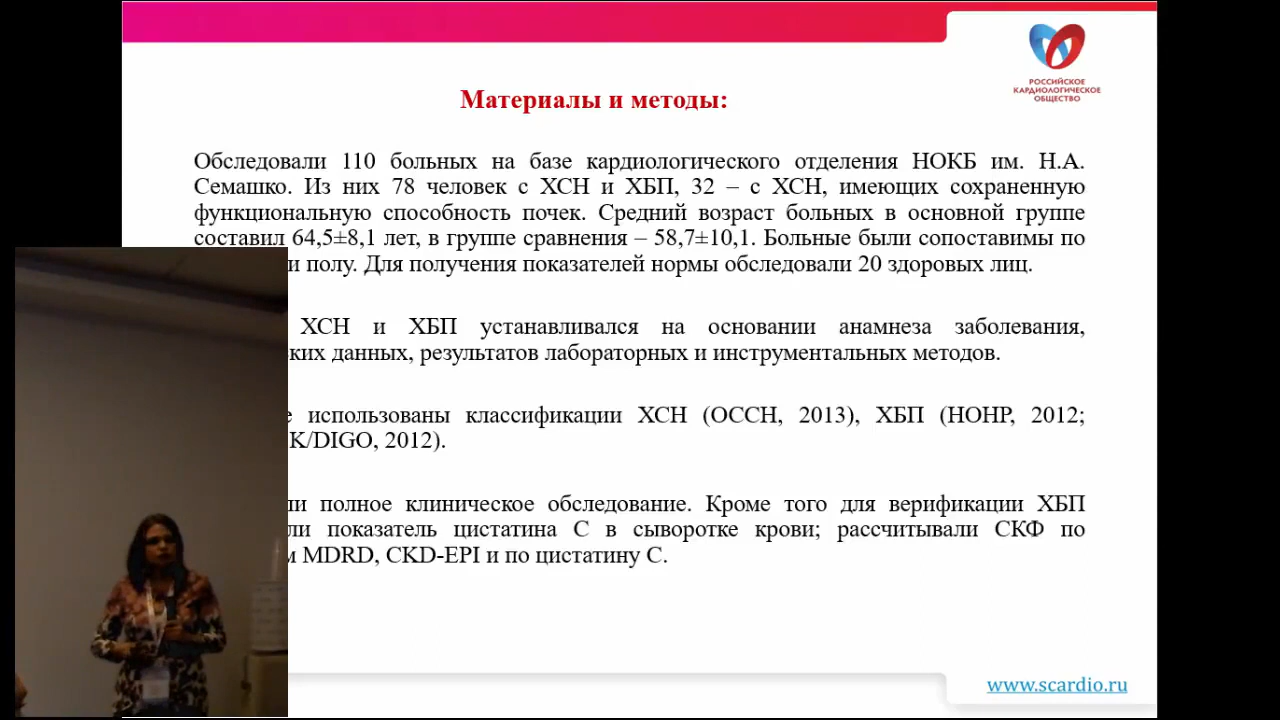 РОССИЙСКОЕ
КАРДИОЛОГИЧЕСКОЕ
ОБЩЕСТВО
Материалы и методы:
Обследовали 110 больных на базе кардиологического отделения НОКБ им. Н.А.
Семашко. Из них 78 человек с ХСН и ХБП, 32 – с ХСН, имеющих сохраненную
функциональную способность почек. Средний возраст больных в основной группе
составил 64,5±8,1 лет, в группе сравнения – 58,7±10,1. Больные были сопоставимы по
и полу. Для получения показателей нормы обследовали 20 здоровых лиц.
ХСН и ХБП устанавливался на основании анамнеза заболевания,
данных, результатов лабораторных и инструментальных методов.
использованы классификации ХСН (ОССН, 2013), ХБП (НОНР, 2012;
K/DIGO, 2012).
полное клиническое обследование. Кроме того для верификации ХБП
показатель цистатина С в сыворотке крови; рассчитывали СКФ по
MDRD, CKD-EPI и по цистатину С.
www.scardio.ru